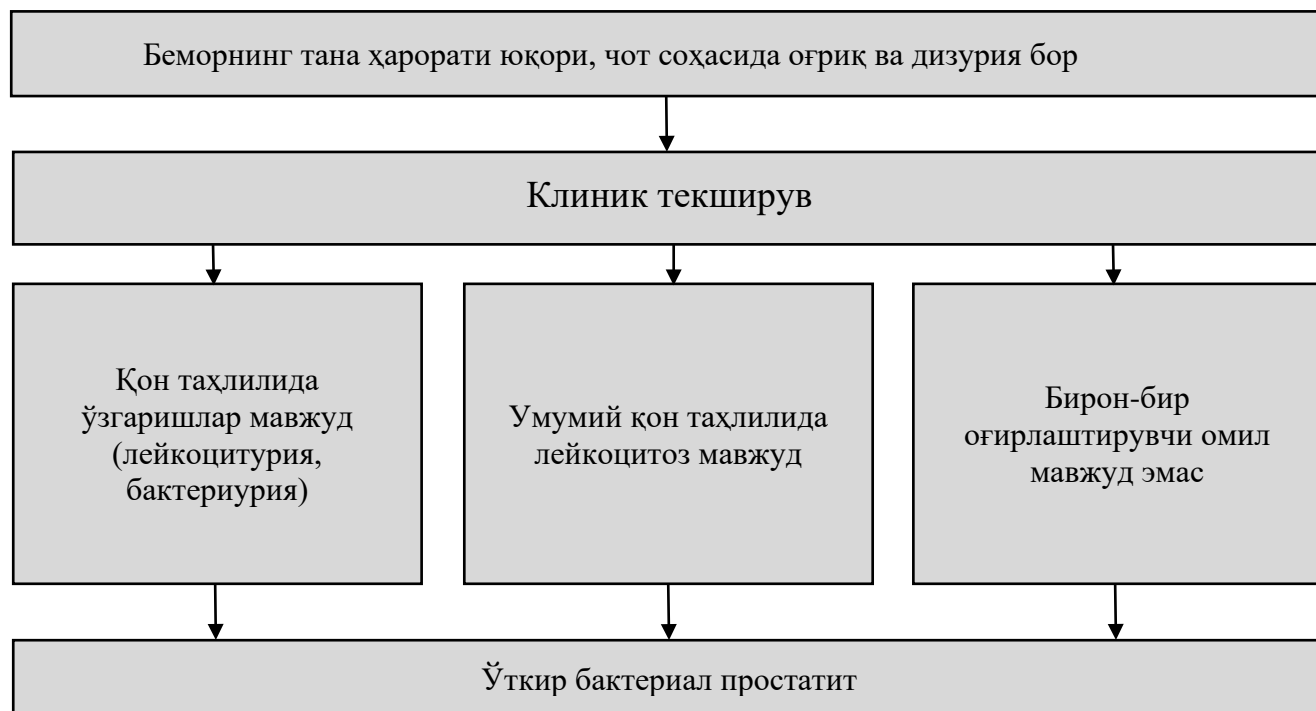 Беморнинг тана ҳарорати юқори, чот соҳасида оғриқ ва дизурия бор
Клиник текширув
Қон таҳлилида
ўзгаришлар мавжуд
(лейкоцитурия,
бактериурия)
Умумий қон таҳлилида
лейкоцитоз мавжуд
Бирон-бир
оғирлаштирувчи омил
мавжуд эмас
Ўткир бактериал простатит